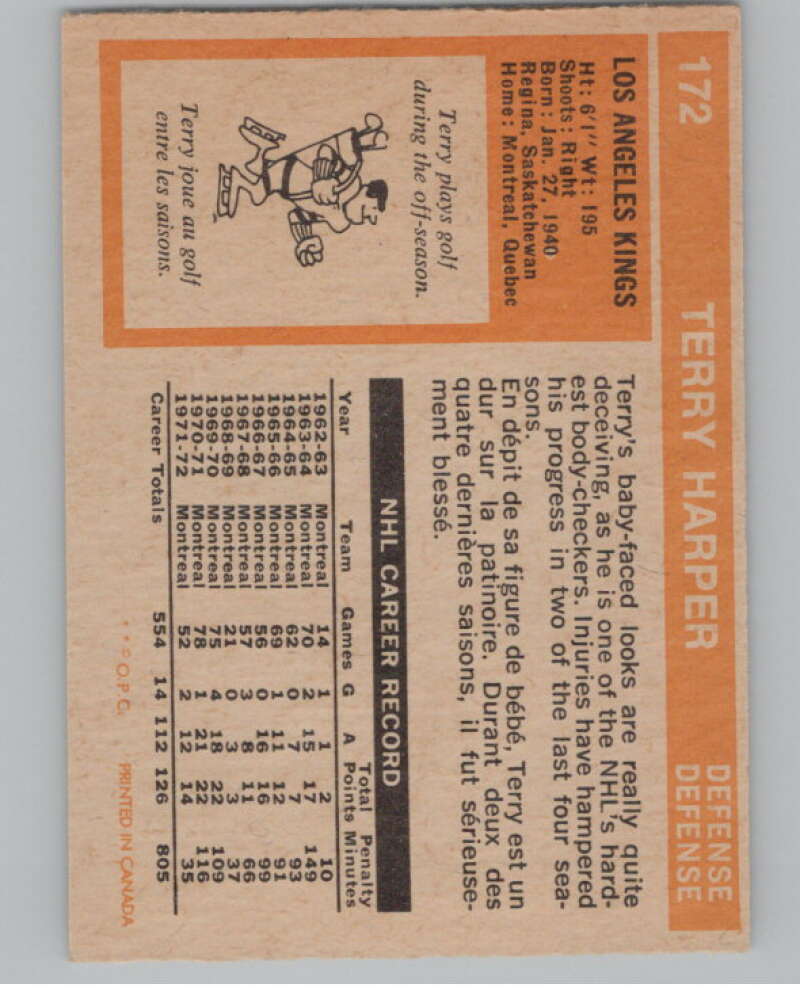 172 TERRY HARPER DEFENSE
DEFENSE
LOS ANGELES KINGS
Ht: 6'1" Wt: 195
Shoots: Right
Born: Jan. 27, 1940
Regina, Saskatchewan
Home: Montreal, Quebec
Terry plays golf
during the off-season.
Terry joue au golf
entre les saisons.
Terry's baby-faced looks are really quite
deceiving, as he is one of the NHL's hard-
est body-checkers. Injuries have hampered
his progress in two of the last four sea-
sons.
En dépit de sa figure de bébé, Terry est un
dur sur la patinoire. Durant deux des
quatre dernières saisons, il fut sérieuse-
ment blessé.
NHL CAREER RECORD
Total Penalty
Year Team Games G A Points Minutes
1962-63 Montreal 14 1 1 2 10
1963-64 Montreal 70 2 15 17 149
1964-65 Montreal 62 0 7 7 93
1965-66 Montreal 69 1 11 12 91
1966-67 Montreal 56 0 16 16 99
1967-68 Montreal 57 3 8 11 66
1968-69 Montreal 21 0 3 3 37
1969-70 Montreal 75 4 18 22 109
1970-71 Montreal 78 1 21 22 116
1971-72 Montreal 52 2 12 14 35
Career Totals 554 14 112 126 805
* * © O.P.C. PRINTED IN CANADA